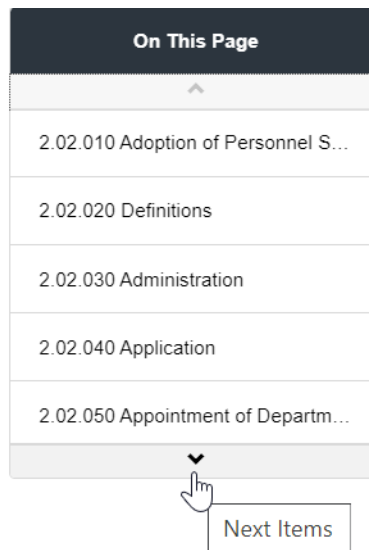 On This Page
2.02.010 Adoption of Personnel S...
2.02.020 Definitions
2.02.030 Administration
2.02.040 Application
2.02.050 Appointment of Departm...
Next Items